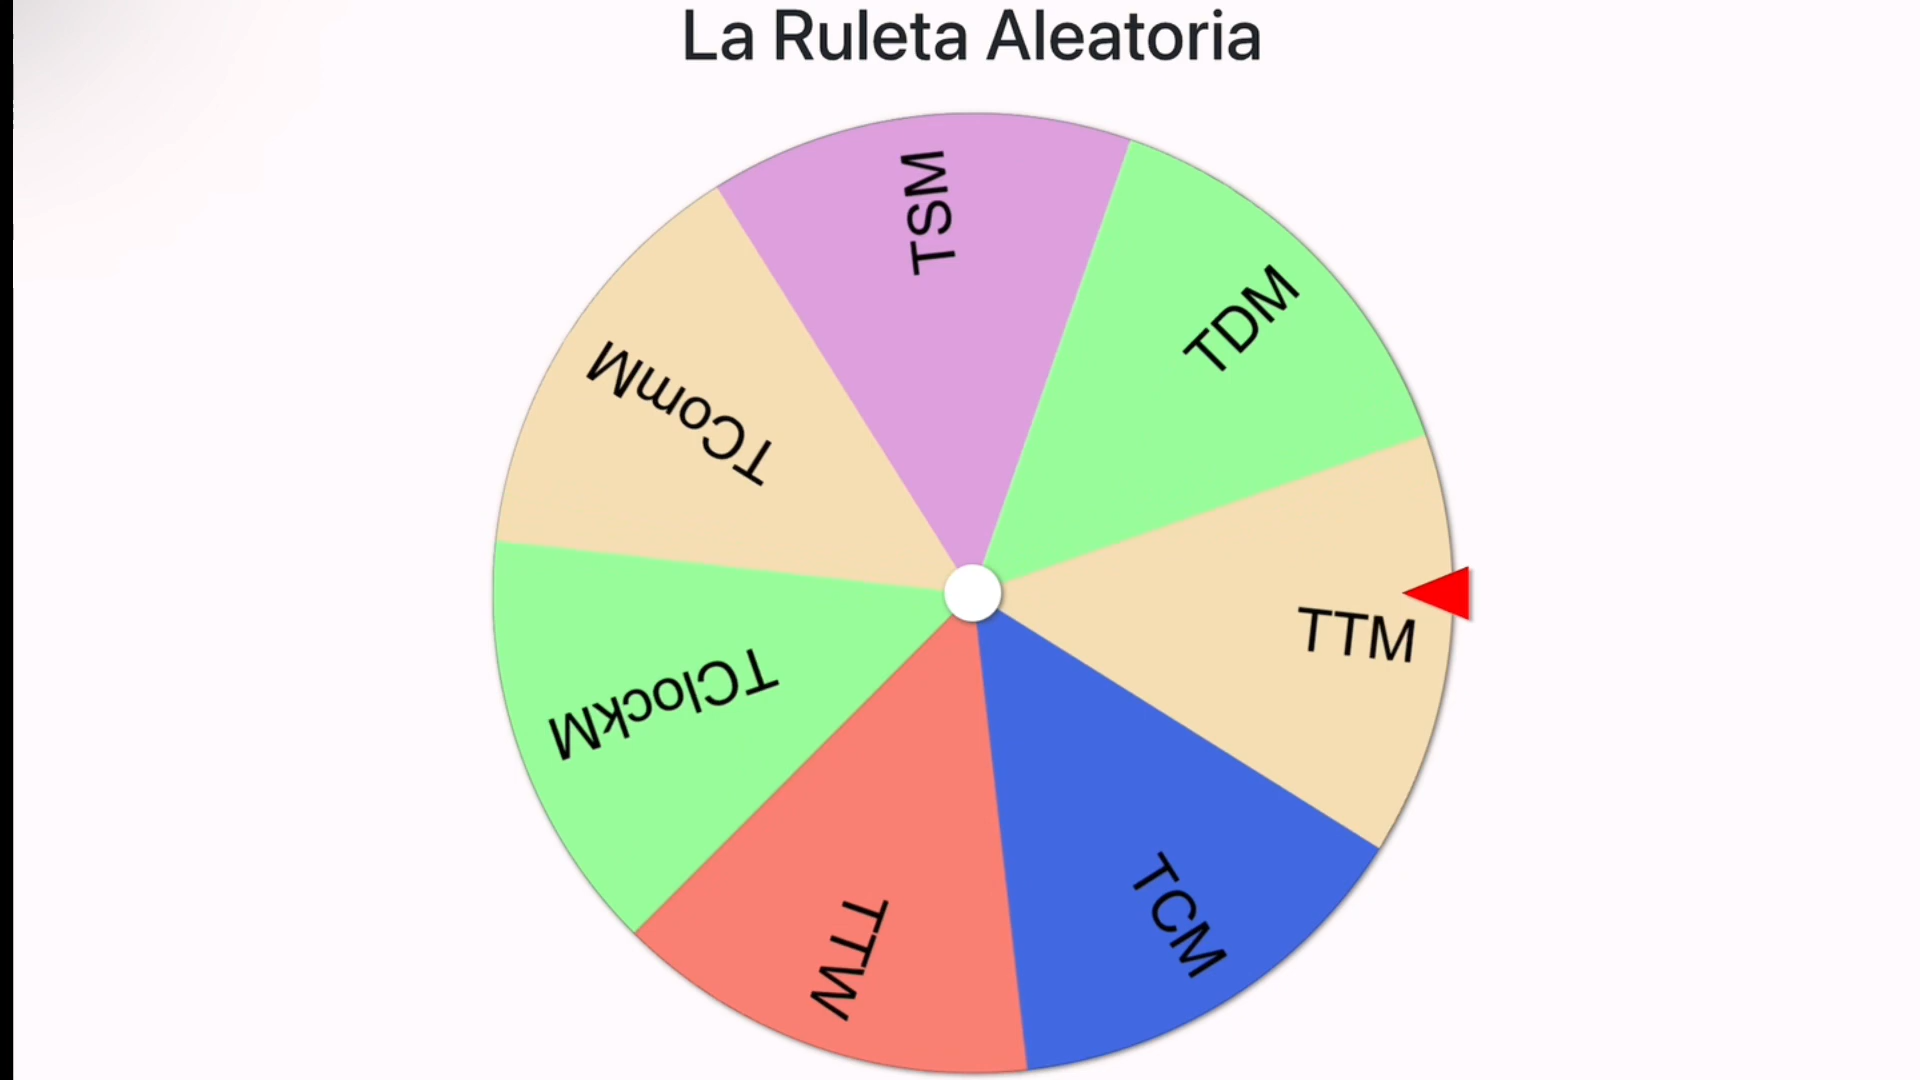 La Ruleta Aleatoria
TSM
TDM
TTM
TCM
TTW
TClockM
TComM